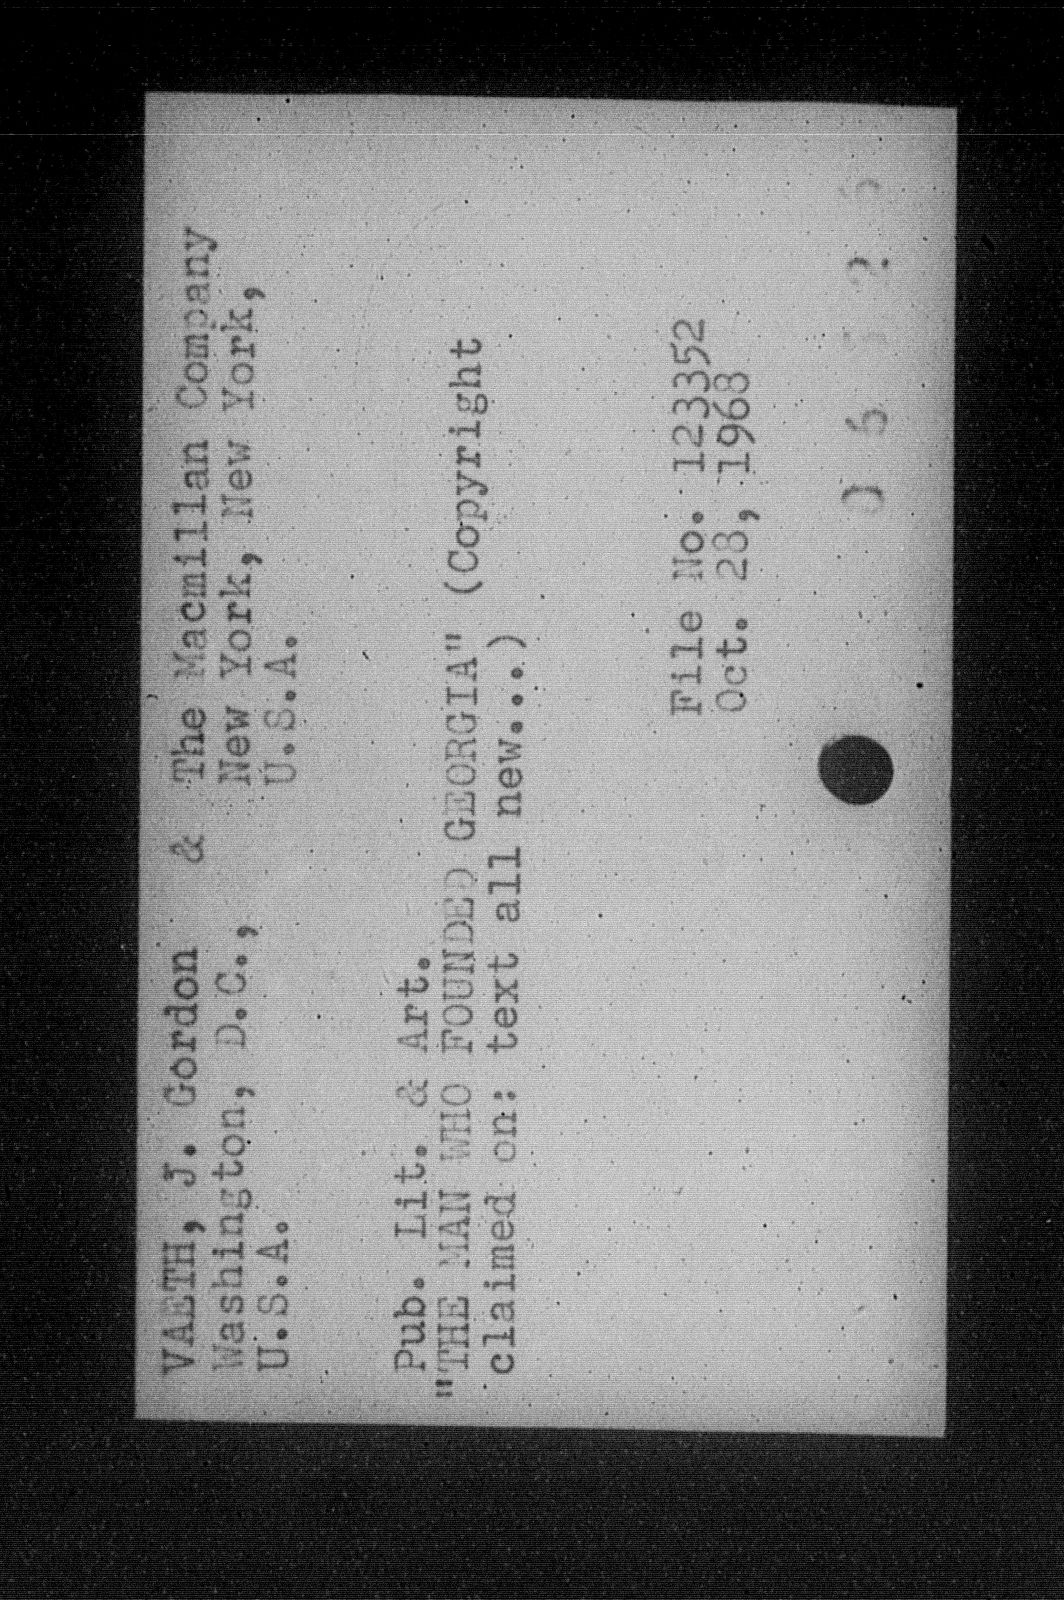 VAETH, J. Gordon & The Macmillan Company
Washington, D.C., New York, New York,
U.S.A. U.S.A.
Pub. Lit. & Art.
"THE MAN WHO FOUNDED GEORGIA" (Copyright
claimed on: text all new...)
File No. 123352
Oct. 28, 1968